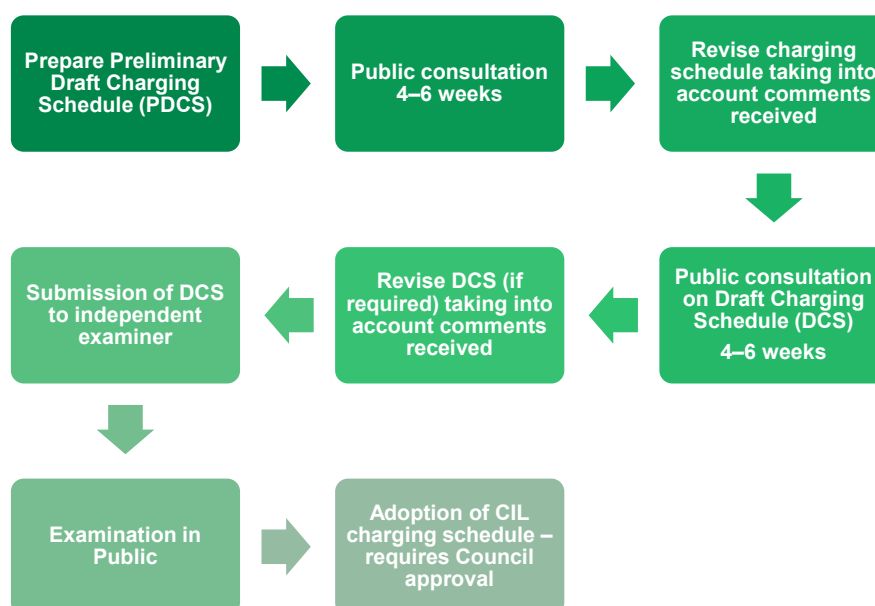 Prepare Preliminary
Draft Charging
Schedule (PDCS)
Public consultation
4–6 weeks
Revise charging
schedule taking into
account comments
received
Public consultation
on Draft Charging
Schedule (DCS)
4–6 weeks
Revise DCS (if
required) taking into
account comments
received
Submission of DCS
to independent
examiner
Examination in
Public
Adoption of CIL
charging schedule –
requires Council
approval